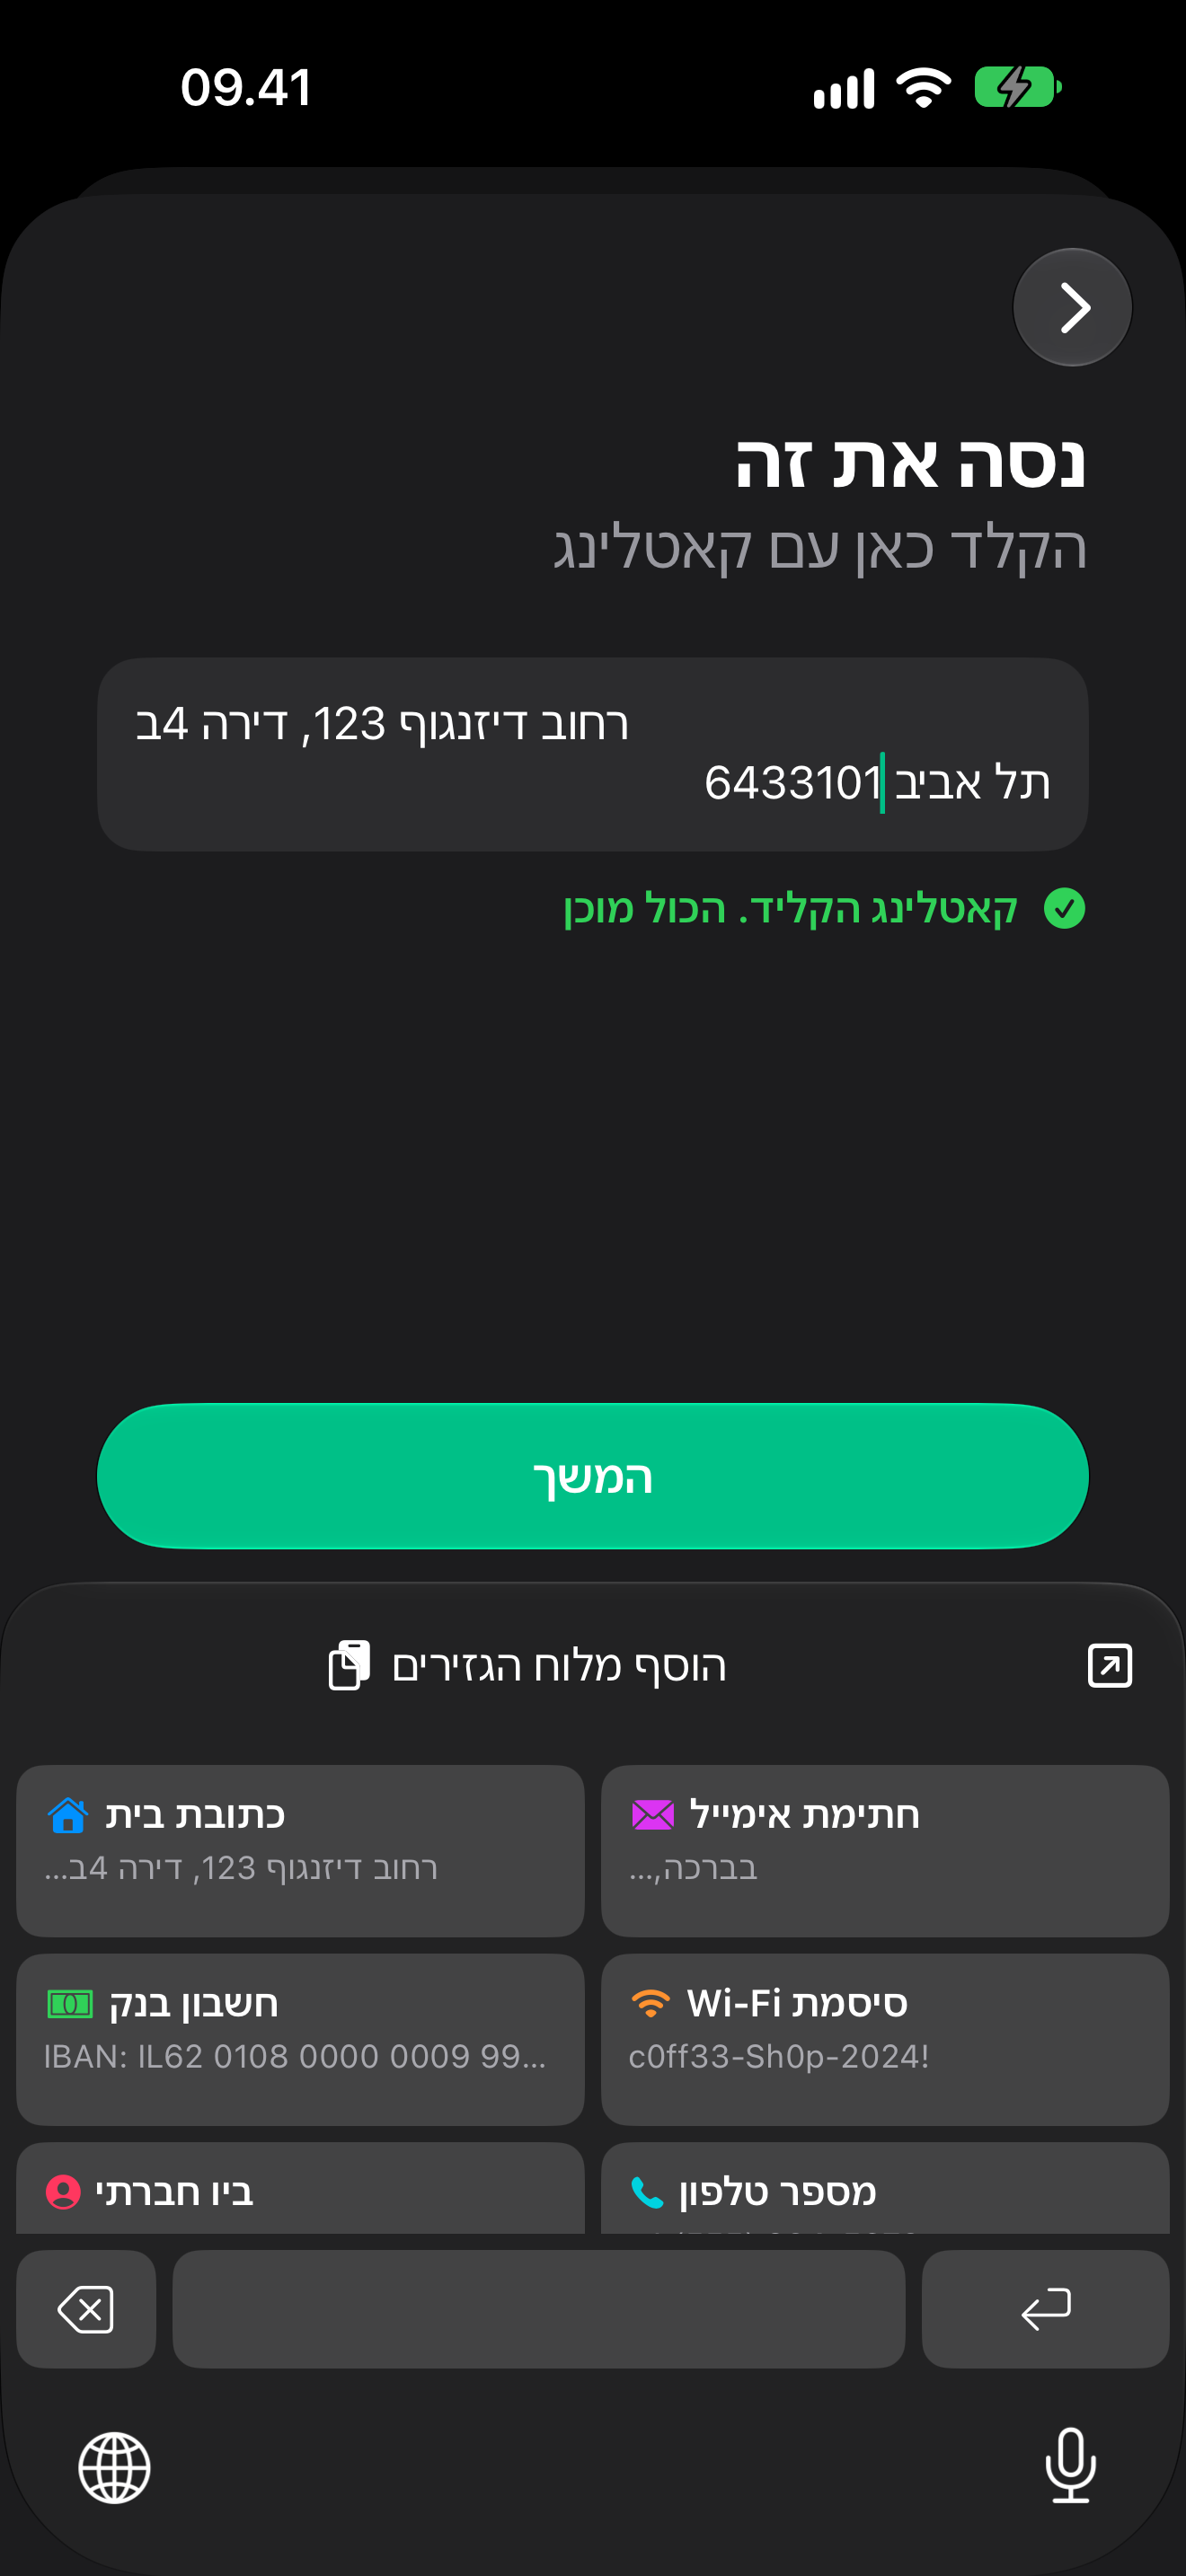 09.41
נסה את זה
הקלד כאן עם קאטלינג
רחוב דיזנגוף 123, דירה 4ב
תל אביב 6433101
קאטלינג הקליד. הכול מוכן
המשך
הוסף מלוח הגזירים
חתימת אימייל
בברכה,...
כתובת בית
רחוב דיזנגוף 123, דירה 4ב...
סיסמת Wi-Fi
c0ff33-Sh0p-2024!
חשבון בנק
IBAN: IL62 0108 0000 0009 99...
מספר טלפון
ביו חברתי